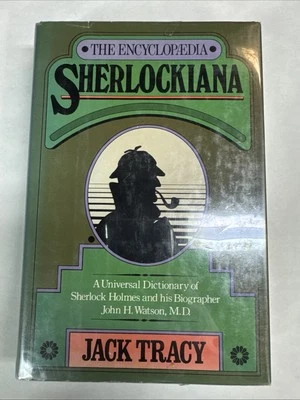 THE ENCYCLOPÆDIA
SHERLOCKIANA
A Universal Dictionary of
Sherlock Holmes and his Biographer
John H. Watson, M.D.
JACK TRACY